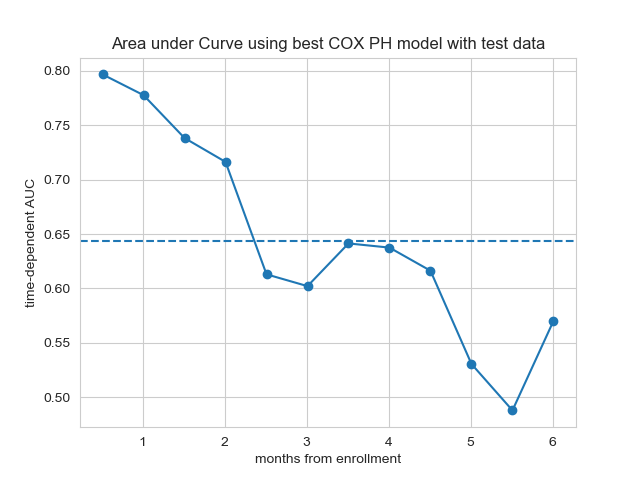 Area under Curve using best COX PH model with test data
0.80
0.75
0.70
0.65
0.60
0.55
0.50
time-dependent AUC
1 2 3 4 5 6
months from enrollment